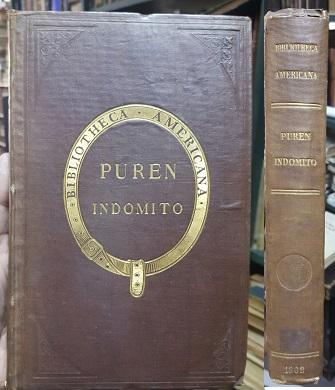 BIBLIOTHECA · AMERICANA
PUREN
INDOMITO
BIBLIOTHECA
AMERICANA
PUREN
INDOMITO
1862